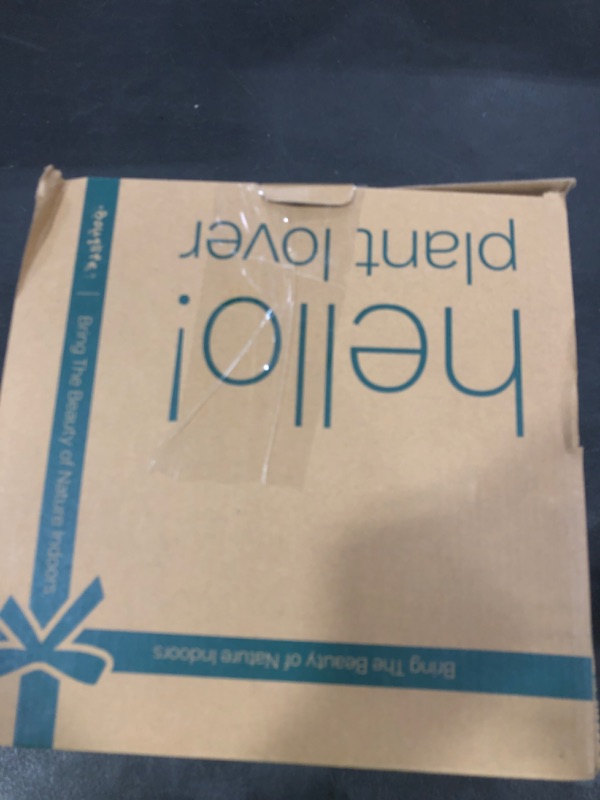 hello!
plant lover
Bring The Beauty of Nature Indoors
Bring The Beauty of Nature Indoors.